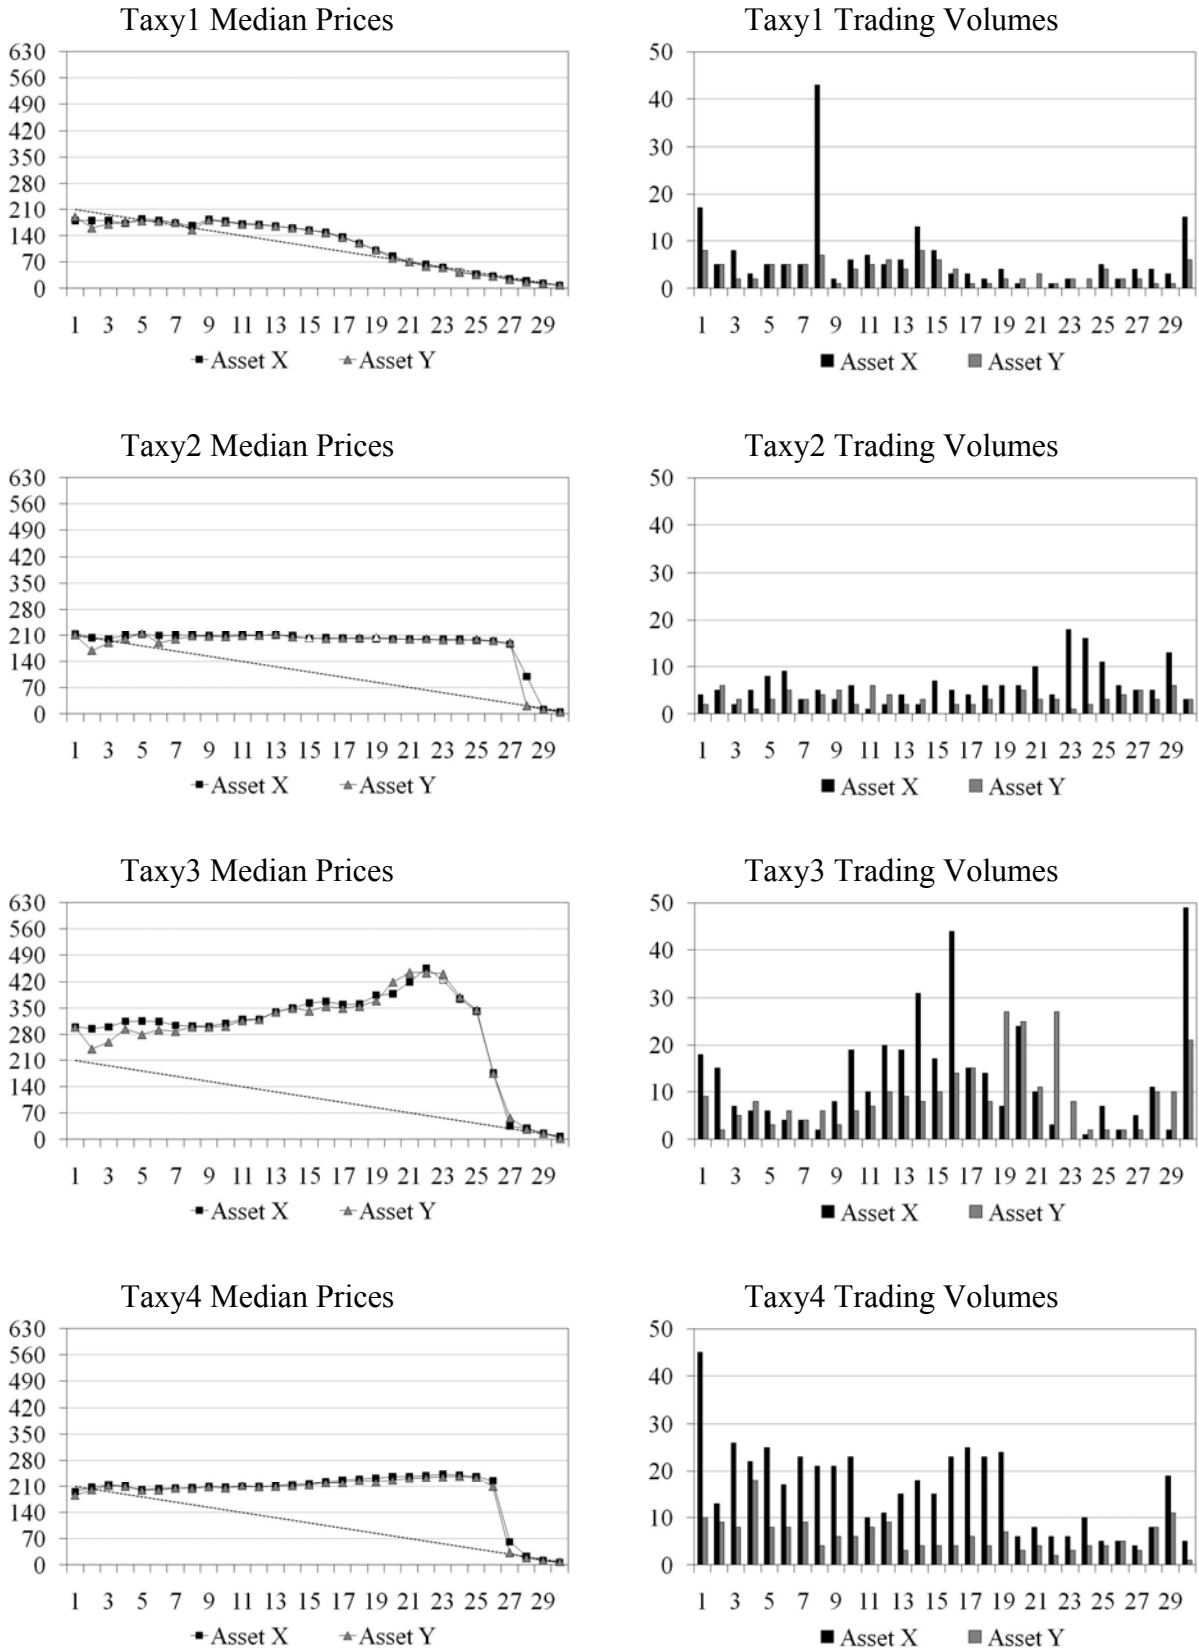 Taxy1 Median Prices
630
560
490
420
350
280
210
140
70
0
1 3 5 7 9 11 13 15 17 19 21 23 25 27 29
Asset X Asset Y
Taxy1 Trading Volumes
50
40
30
20
10
0
1 3 5 7 9 11 13 15 17 19 21 23 25 27 29
Asset X Asset Y
Taxy2 Median Prices
630
560
490
420
350
280
210
140
70
0
1 3 5 7 9 11 13 15 17 19 21 23 25 27 29
Asset X Asset Y
Taxy2 Trading Volumes
50
40
30
20
10
0
1 3 5 7 9 11 13 15 17 19 21 23 25 27 29
Asset X Asset Y
Taxy3 Median Prices
630
560
490
420
350
280
210
140
70
0
1 3 5 7 9 11 13 15 17 19 21 23 25 27 29
Asset X Asset Y
Taxy3 Trading Volumes
50
40
30
20
10
0
1 3 5 7 9 11 13 15 17 19 21 23 25 27 29
Asset X Asset Y
Taxy4 Median Prices
630
560
490
420
350
280
210
140
70
0
1 3 5 7 9 11 13 15 17 19 21 23 25 27 29
Asset X Asset Y
Taxy4 Trading Volumes
50
40
30
20
10
0
1 3 5 7 9 11 13 15 17 19 21 23 25 27 29
Asset X Asset Y